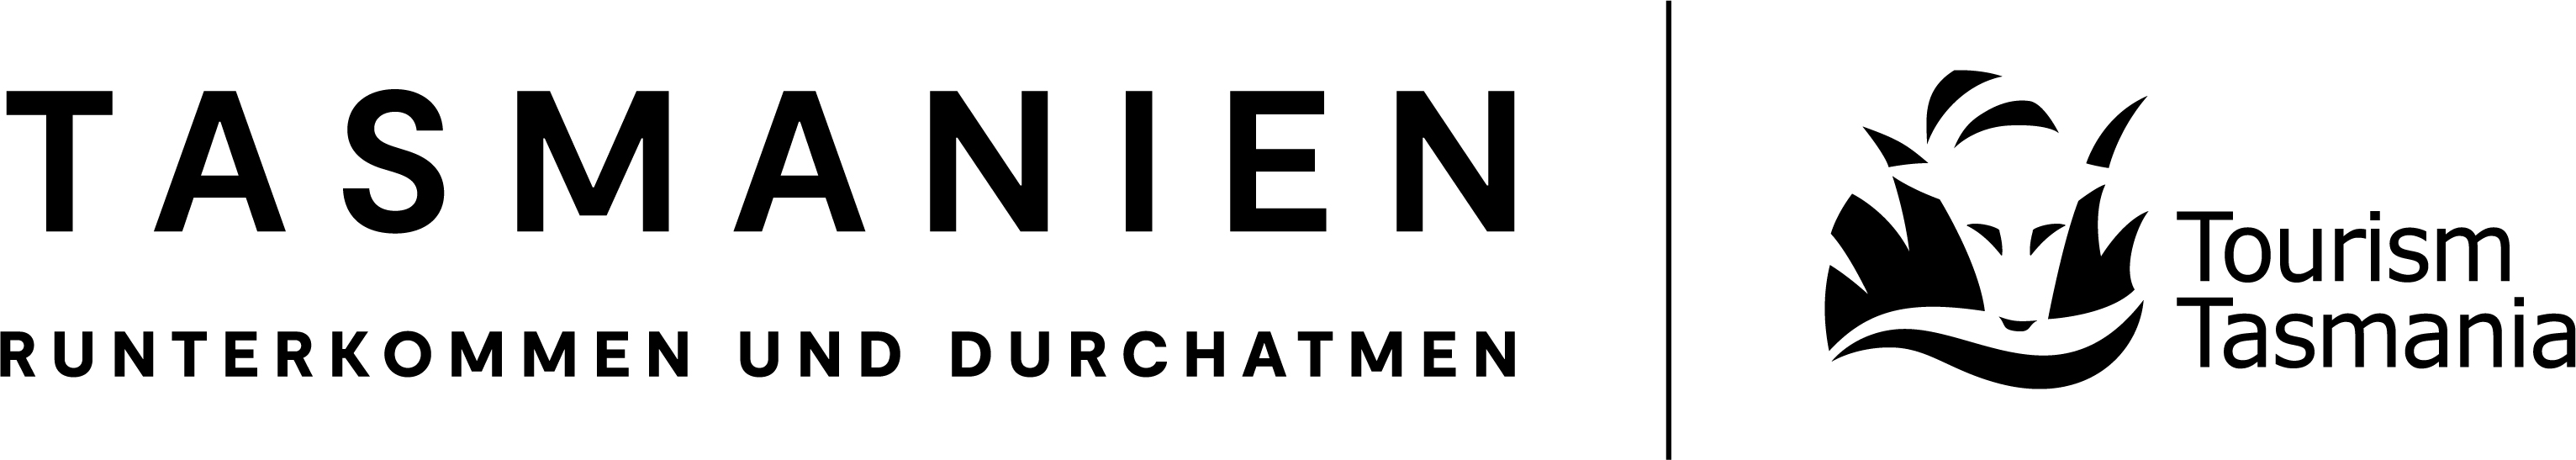 TASMANIEN
RUNTERKOMMEN UND DURCHATMEN
Tourism
Tasmania